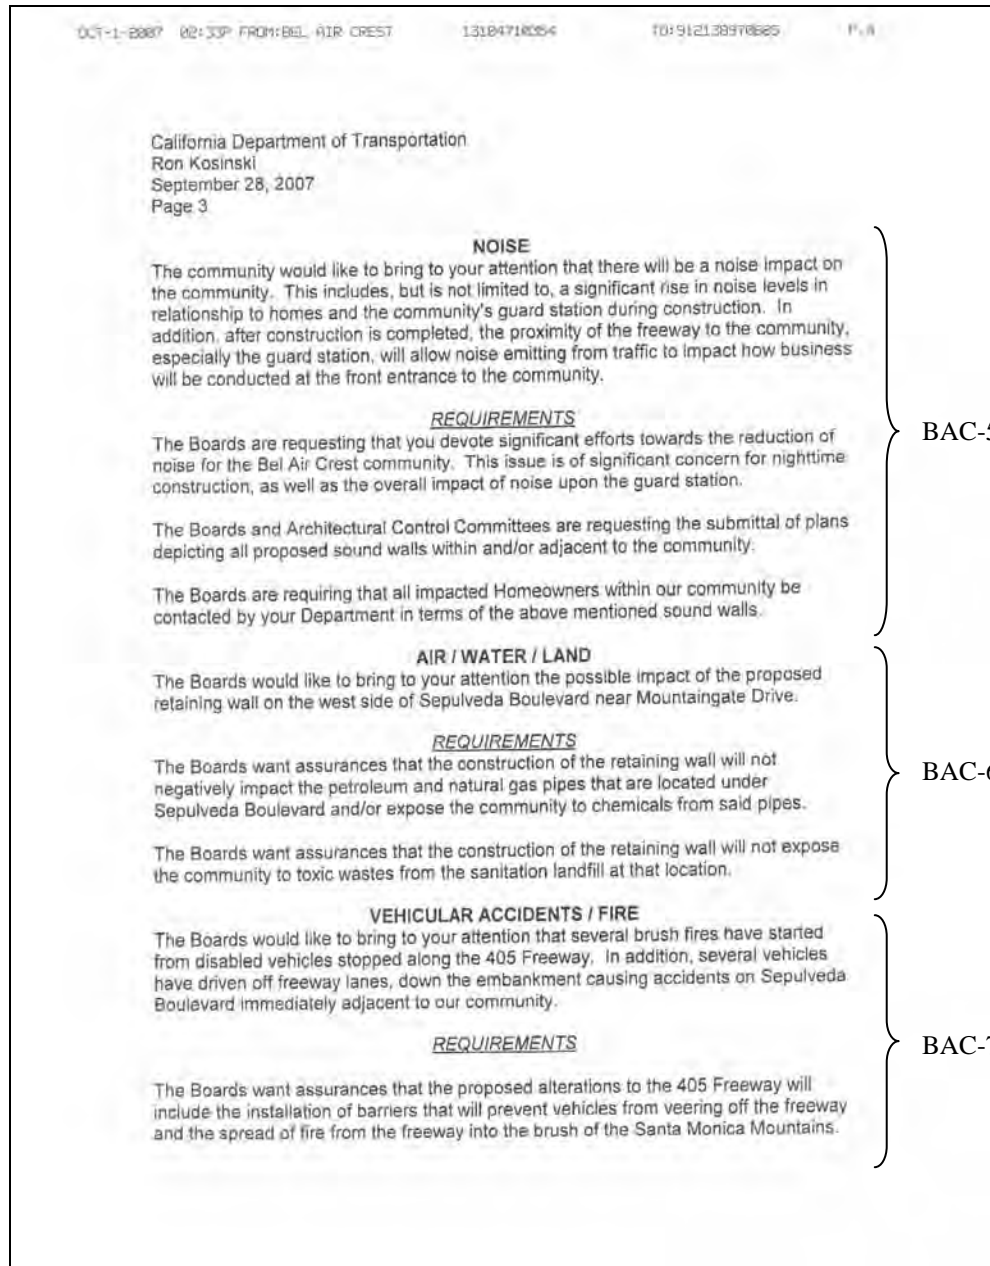 OCT-1-2007 02:33P FROM:BEL AIR CREST 13104710354 P.
California Department of Transportation
Ron Kosinski
September 28, 2007
Page 3
NOISE
The community would like to bring to your attention that there will be a noise impact on
the community. This includes, but is not limited to, a significant rise in noise levels in
relationship to homes and the community's guard station during construction. In
addition, after construction is completed, the proximity of the freeway to the community,
especially the guard station, will allow noise emitting from traffic to impact how business
will be conducted at the front entrance to the community.
REQUIREMENTS
The Boards are requesting that you devote significant efforts towards the reduction of
noise for the Bel Air Crest community. This issue is of significant concern for nighttime
construction, as well as the overall impact of noise upon the guard station.
BAC-5
The Boards and Architectural Control Committees are requesting the submittal of plans
depicting all proposed sound walls within and/or adjacent to the community.
The Boards are requiring that all impacted Homeowners within our community be
contacted by your Department in terms of the above mentioned sound walls.
AIR / WATER / LAND
The Boards would like to bring to your attention the possible impact of the proposed
retaining wall on the west side of Sepulveda Boulevard near Mountaingate Drive.
REQUIREMENTS
The Boards want assurances that the construction of the retaining wall will not
negatively impact the petroleum and natural gas pipes that are located under
Sepulveda Boulevard and/or expose the community to chemicals from said pipes.
BAC-6
The Boards want assurances that the construction of the retaining wall will not expose
the community to toxic wastes from the sanitation landfill at that location.
VEHICULAR ACCIDENTS / FIRE
The Boards would like to bring to your attention that several brush fires have started
from disabled vehicles stopped along the 405 Freeway. In addition, several vehicles
have driven off freeway lanes, down the embankment causing accidents on Sepulveda
Boulevard immediately adjacent to our community.
REQUIREMENTS
BAC-7
The Boards want assurances that the proposed alterations to the 405 Freeway will
include the installation of barriers that will prevent vehicles from veering off the freeway
and the spread of fire from the freeway into the brush of the Santa Monica Mountains.